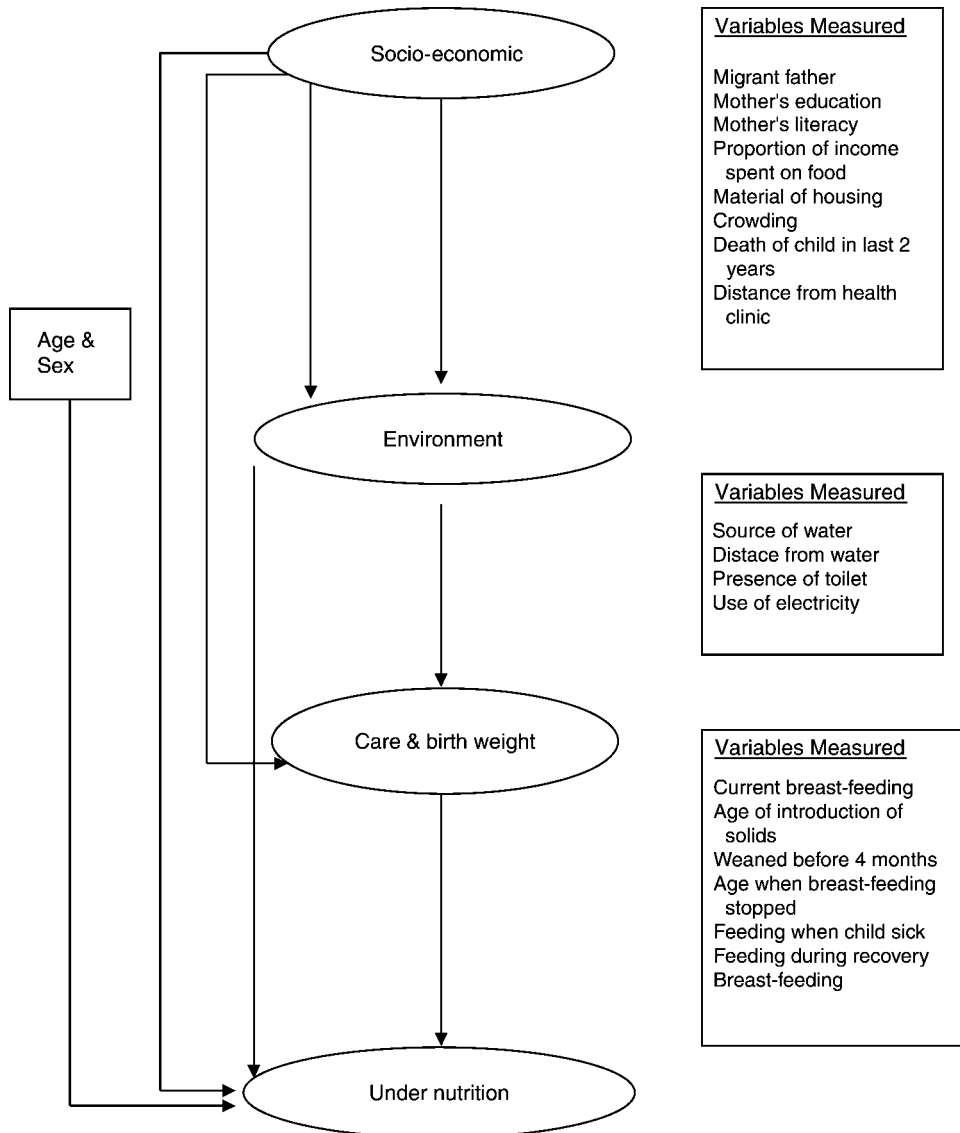 Socio-economic
Variables Measured
Migrant father
Mother's education
Mother's literacy
Proportion of income
spent on food
Material of housing
Crowding
Death of child in last 2
years
Distance from health
clinic
Age &
Sex
Environment
Variables Measured
Source of water
Distace from water
Presence of toilet
Use of electricity
Care & birth weight
Variables Measured
Current breast-feeding
Age of introduction of
solids
Weaned before 4 months
Age when breast-feeding
stopped
Feeding when child sick
Feeding during recovery
Breast-feeding
Under nutrition